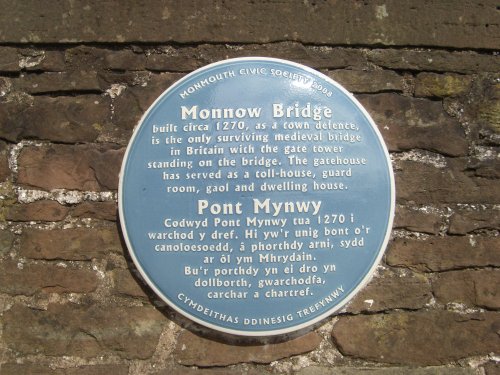 MONMOUTH CIVIC SOCIETY 2008
Monnow Bridge
built circa 1270, as a town defence,
is the only surviving medieval bridge
in Britain with the gate tower
standing on the bridge. The gatehouse
has served as a toll-house, guard
room, gaol and dwelling house.
Pont Mynwy
Codwyd Pont Mynwy tua 1270 i
warchod y dref. Hi yw'r unig bont o'r
canoloesoedd, â phorthdy arni, sydd
ar ôl ym Mhrydain.
Bu'r porthdy yn ei dro yn
dollborth, gwarchodfa,
carchar a chartref.
CYMDEITHAS DDINESIG TREFYNWY